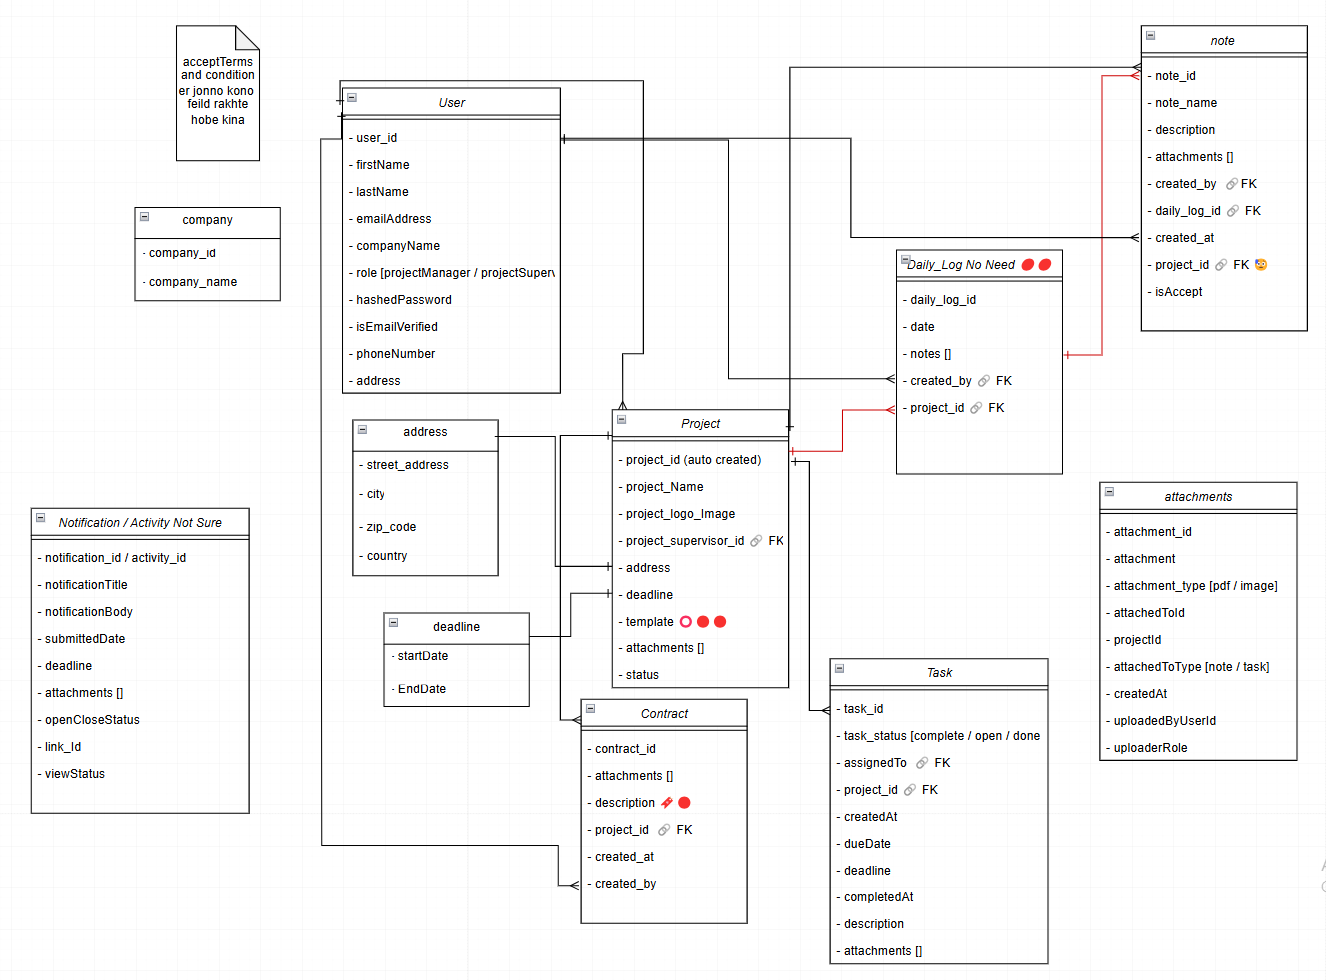 acceptTerms
and condition
er jonno kono
feild rakhte
hobe kina
company
- company_id
- company_name
User
- user_id
- firstName
- lastName
- emailAddress
- companyName
- role [projectManager / projectSuperv
- hashedPassword
- isEmailVerified
- phoneNumber
- address
note
- note_id
- note_name
- description
- attachments []
- created_by 🔗 FK
- daily_log_id 🔗 FK
- created_at
- project_id 🔗 FK 😰
- isAccept
Daily_Log No Need 🔴 🔴
- daily_log_id
- date
- notes []
- created_by 🔗 FK
- project_id 🔗 FK
address
- street_address
- city
- zip_code
- country
Project
- project_id (auto created)
- project_Name
- project_logo_Image
- project_supervisor_id 🔗 FK
- address
- deadline
- template ⭕ 🔴 🔴
- attachments []
- status
attachments
- attachment_id
- attachment
- attachment_type [pdf / image]
- attachedToId
- projectId
- attachedToType [note / task]
- createdAt
- uploadedByUserId
- uploaderRole
Notification / Activity Not Sure
- notification_id / activity_id
- notificationTitle
- notificationBody
- submittedDate
- deadline
- attachments []
- openCloseStatus
- link_Id
- viewStatus
deadline
- startDate
- EndDate
Contract
- contract_id
- attachments []
- description 🧨 🔴
- project_id 🔗 FK
- created_at
- created_by
Task
- task_id
- task_status [complete / open / done
- assignedTo 🔗 FK
- project_id 🔗 FK
- createdAt
- dueDate
- deadline
- completedAt
- description
- attachments []